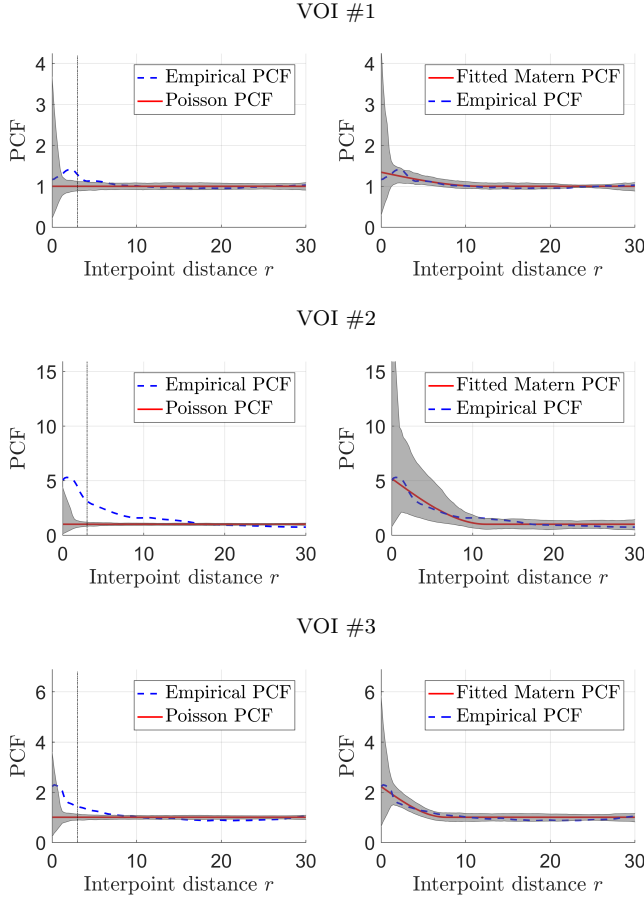 VOI #1
Empirical PCF
Poisson PCF
PCF
0 1 2 3 4
0 10 20 30
Interpoint distance r
Fitted Matern PCF
Empirical PCF
PCF
0 1 2 3 4
0 10 20 30
Interpoint distance r
VOI #2
Empirical PCF
Poisson PCF
PCF
0 5 10 15
0 10 20 30
Interpoint distance r
Fitted Matern PCF
Empirical PCF
PCF
0 5 10 15
0 10 20 30
Interpoint distance r
VOI #3
Empirical PCF
Poisson PCF
PCF
0 2 4 6
0 10 20 30
Interpoint distance r
Fitted Matern PCF
Empirical PCF
PCF
0 2 4 6
0 10 20 30
Interpoint distance r